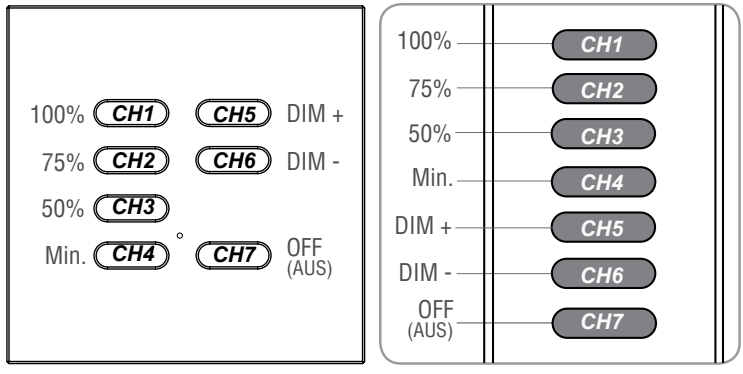 100% CH1 CH5 DIM +
75% CH2 CH6 DIM -
50% CH3
Min. CH4 CH7 OFF
(AUS)
100% CH1
75% CH2
50% CH3
Min. CH4
DIM + CH5
DIM - CH6
OFF
(AUS) CH7